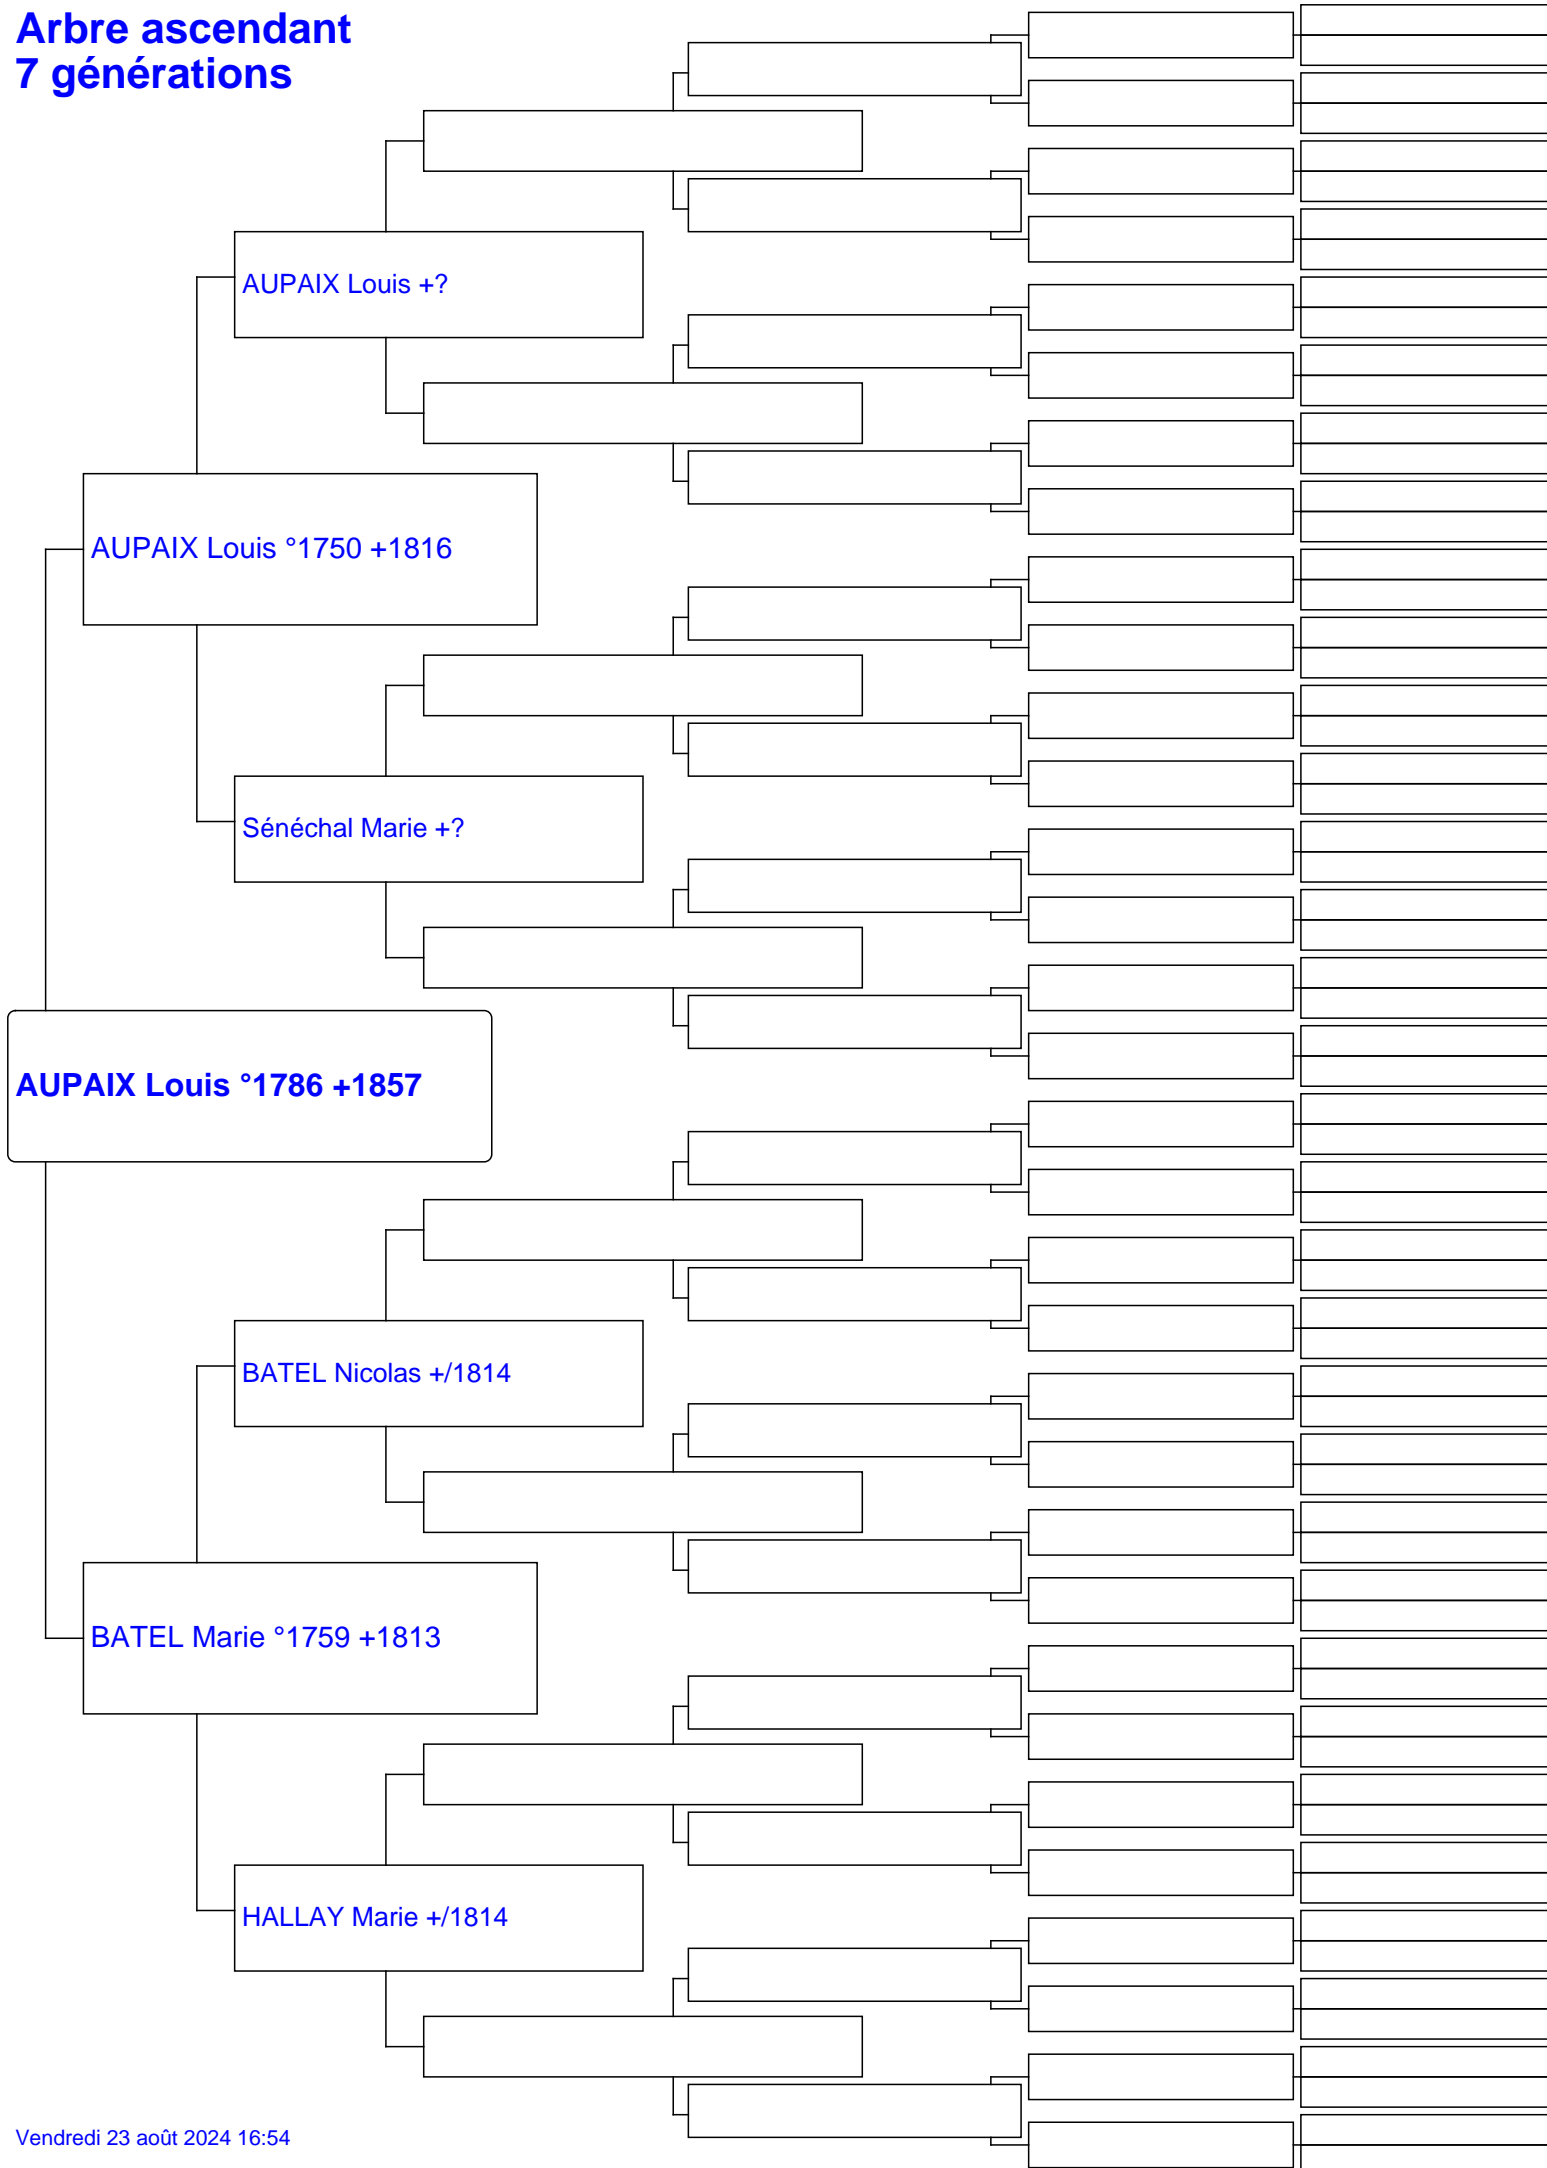 Arbre ascendant
7 générations
AUPAIX Louis +?
AUPAIX Louis °1750 +1816
Sénéchal Marie +?
AUPAIX Louis °1786 +1857
BATEL Nicolas +/1814
BATEL Marie °1759 +1813
HALLAY Marie +/1814
Vendredi 23 août 2024 16:54